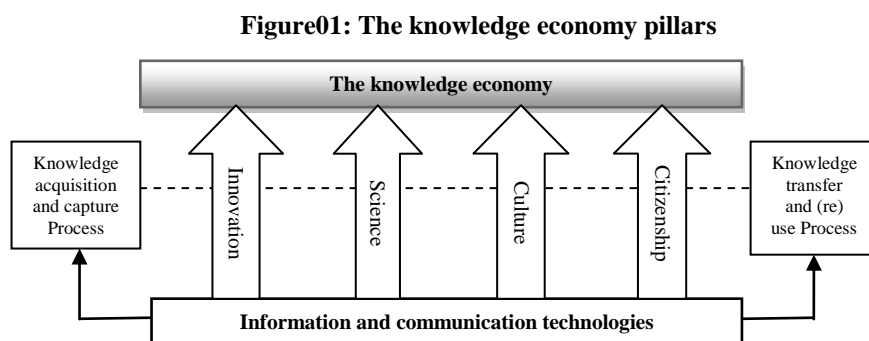 Figure01: The knowledge economy pillars
The knowledge economy
Knowledge
acquisition
and capture
Process
Innovation
Science
Culture
Citizenship
Knowledge
transfer
and (re)
use Process
Information and communication technologies